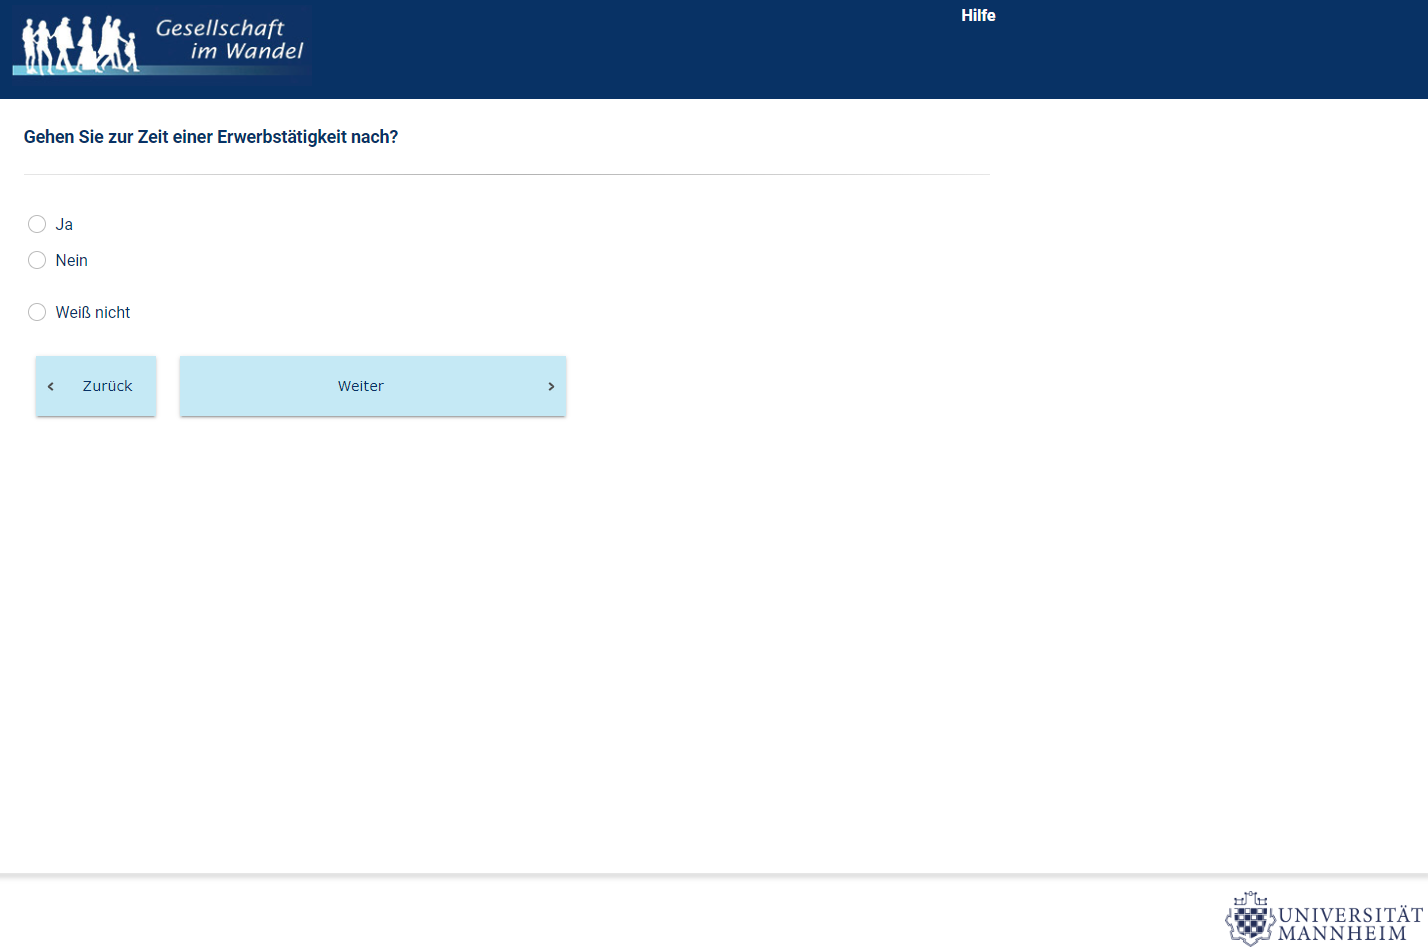 Gesellschaft
im Wandel
Hilfe
Gehen Sie zur Zeit einer Erwerbstätigkeit nach?
Ja
Nein
Weiß nicht
Zurück
Weiter
UNIVERSITÄT
MANNHEIM